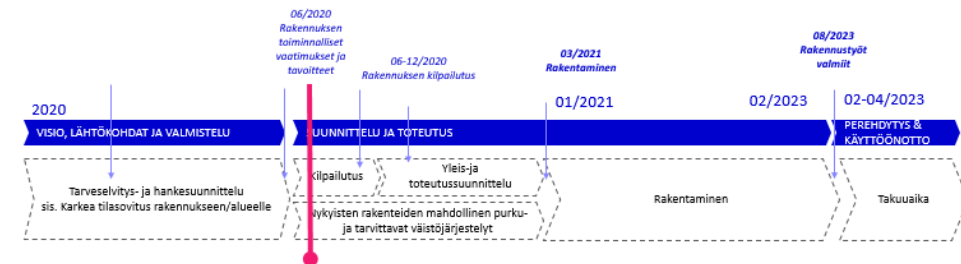 06/2020
Rakennuksen
toiminnalliset
vaatimukset ja
tavoitteet
06-12/2020
Rakennuksen kilpailutus
03/2021
Rakentaminen
08/2023
Rakennustyöt
valmiit
2020
01/2021
02/2023
02-04/2023
VISIO, LÄHTÖKOHDAT JA VALMISTELU
SUUNNITTELU JA TOTEUTUS
PEREHDYTYS &
KÄYTTÖÖNOTTO
Tarveselvitys- ja hankesuunnittelu
sis. Karkea tilasovitus rakennukseen/alueelle
Kilpailutus
Yleis-ja
toteutussuunnittelu
Nykyisten rakenteiden mahdollinen purku-
ja tarvittavat väistöjärjestelyt
Rakentaminen
Takuuaika